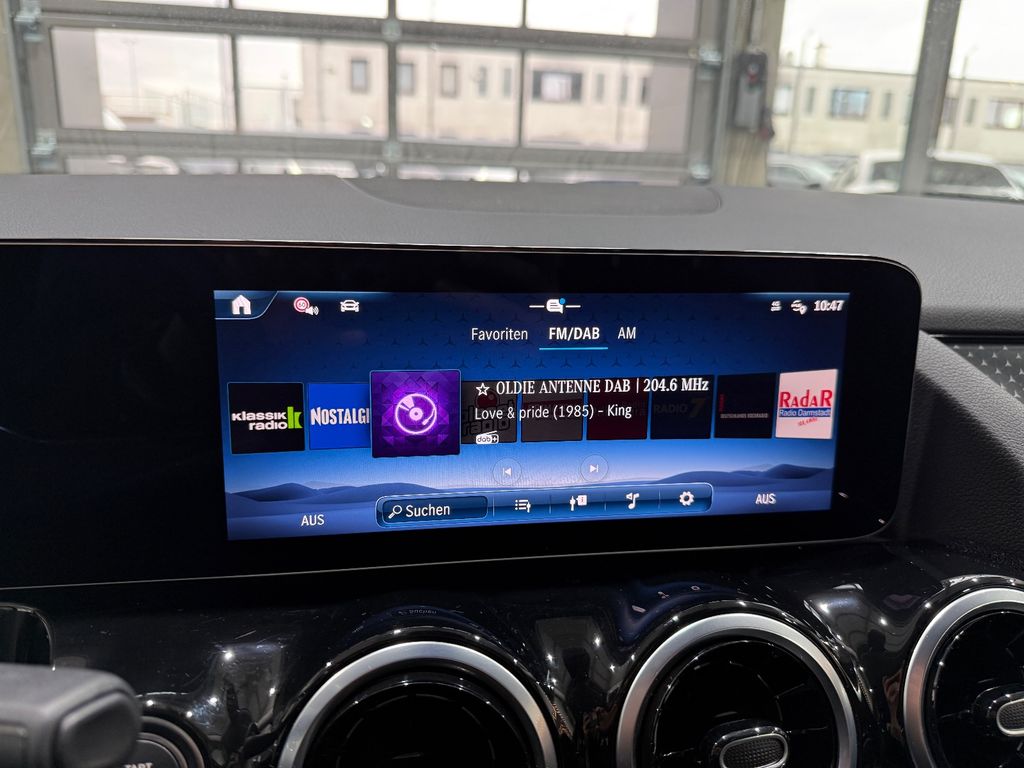 10:47
Favoriten FM/DAB AM
OLDIE ANTENNE DAB | 204.6 MHz
Love & pride (1985) - King
klassik
radio
NOSTALGI
dab+
RADIO 7
RADAR
Radio Darmstadt
AUS
Suchen
AUS